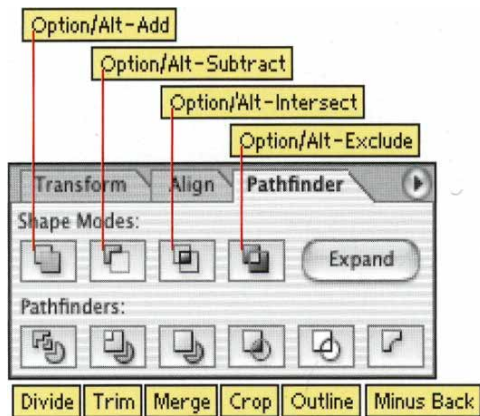 Option/Alt-Add
Option/Alt-Subtract
Option/Alt-Intersect
Option/Alt-Exclude
Transform Align Pathfinder
Shape Modes:
Expand
Pathfinders:
Divide Trim Merge Crop Outline Minus Back